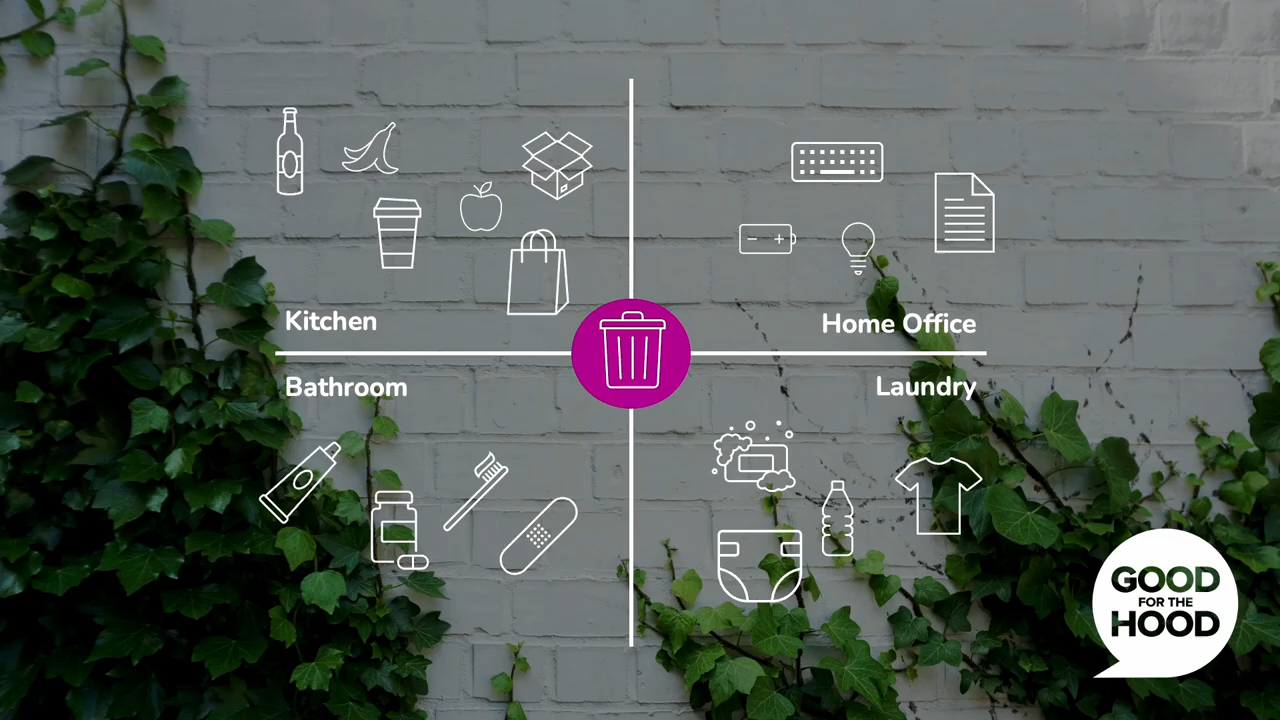 Kitchen
Home Office
Bathroom
Laundry
GOOD
FOR THE
HOOD